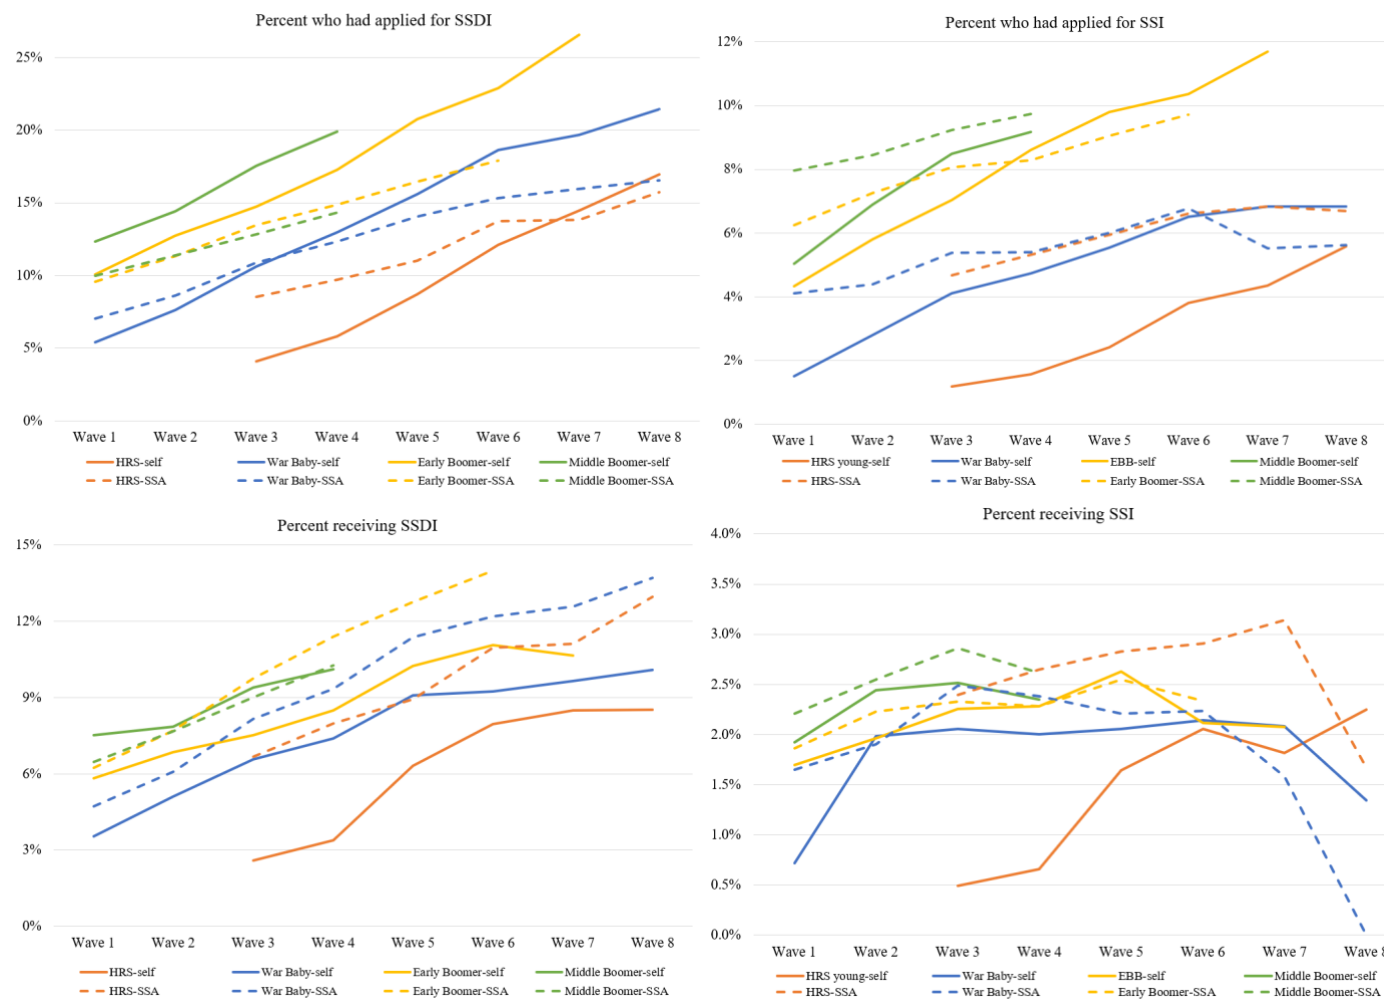 Percent who had applied for SSDI
25%
20%
15%
10%
5%
0%
Wave 1 Wave 2 Wave 3 Wave 4 Wave 5 Wave 6 Wave 7 Wave 8
HRS-self War Baby-self Early Boomer-self Middle Boomer-self
HRS-SSA War Baby-SSA Early Boomer-SSA Middle Boomer-SSA
Percent who had applied for SSI
12%
10%
8%
6%
4%
2%
0%
Wave 1 Wave 2 Wave 3 Wave 4 Wave 5 Wave 6 Wave 7 Wave 8
HRS young-self War Baby-self EBB-self Middle Boomer-self
HRS-SSA War Baby-SSA Early Boomer-SSA Middle Boomer-SSA
Percent receiving SSDI
15%
12%
9%
6%
3%
0%
Wave 1 Wave 2 Wave 3 Wave 4 Wave 5 Wave 6 Wave 7 Wave 8
HRS-self War Baby-self Early Boomer-self Middle Boomer-self
HRS-SSA War Baby-SSA Early Boomer-SSA Middle Boomer-SSA
Percent receiving SSI
4.0%
3.5%
3.0%
2.5%
2.0%
1.5%
1.0%
0.5%
0.0%
Wave 1 Wave 2 Wave 3 Wave 4 Wave 5 Wave 6 Wave 7 Wave 8
HRS young-self War Baby-self EBB-self Middle Boomer-self
HRS-SSA War Baby-SSA Early Boomer-SSA Middle Boomer-SSA